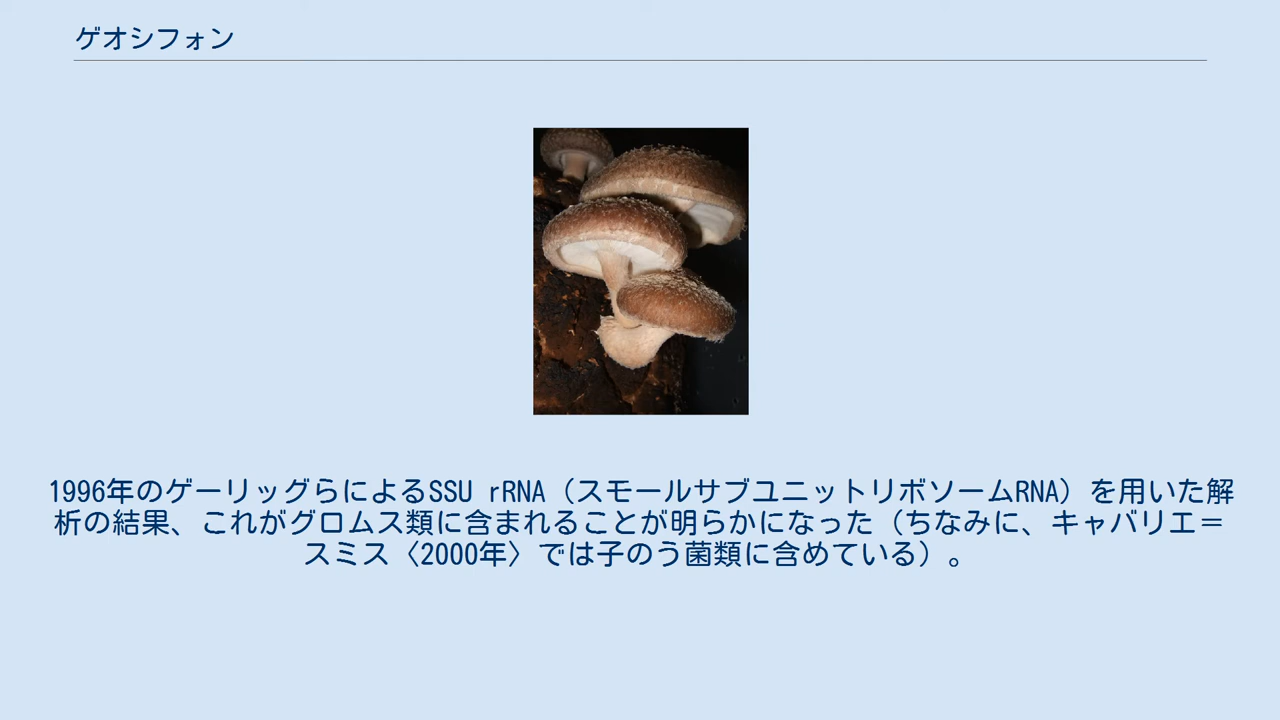 ゲオシフォン
1996年のゲーリッグらによるSSU rRNA（スモールサブユニットリボソームRNA）を用いた解
析の結果、これがグロムス類に含まれることが明らかになった（ちなみに、キャバリエ＝
スミス〈2000年〉では子のう菌類に含めている）。